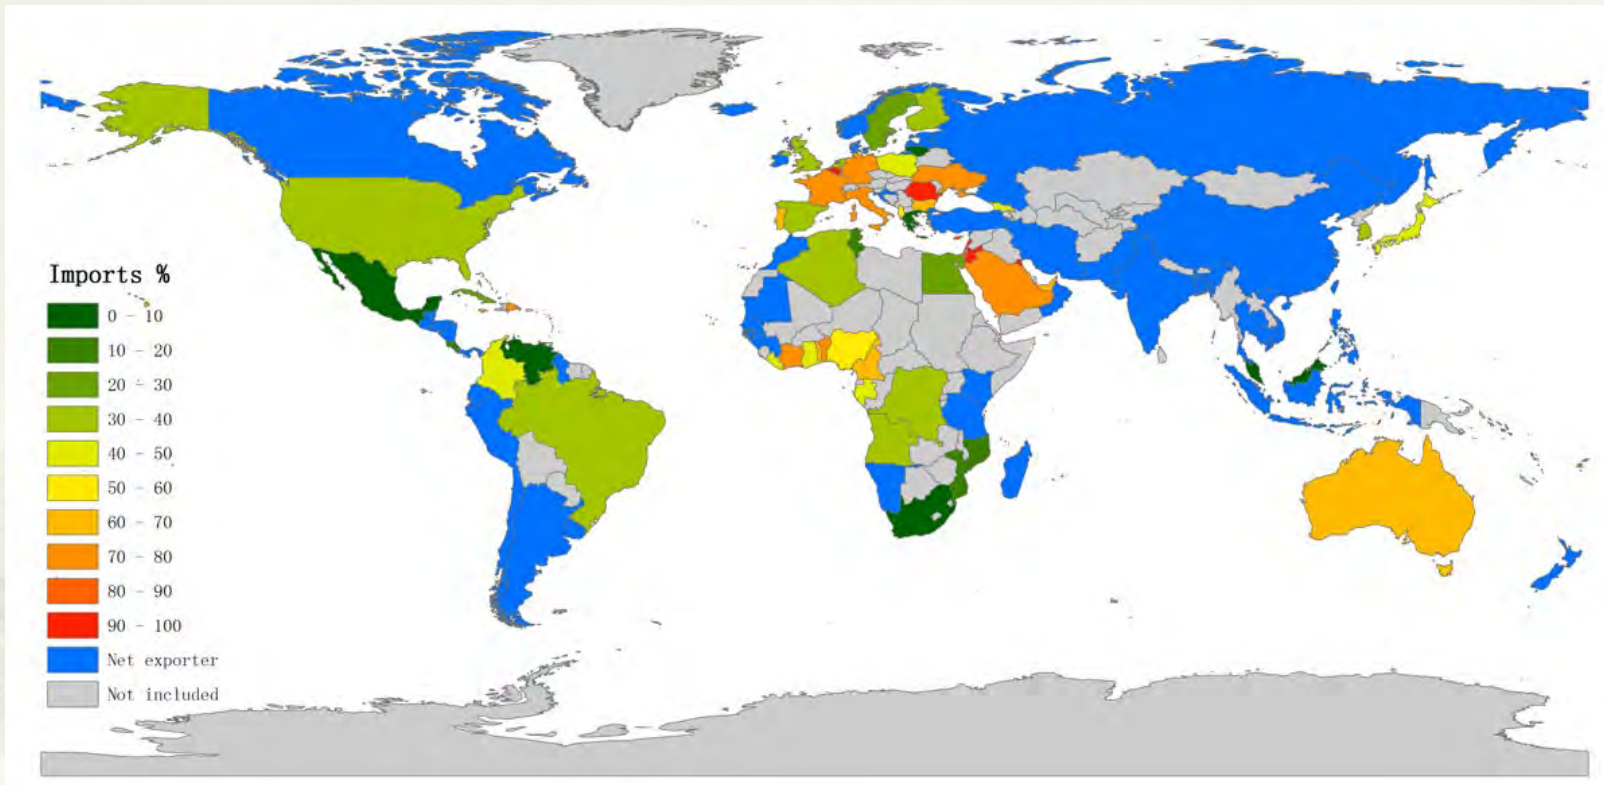 Imports %
0 - 10
10 - 20
20 - 30
30 - 40
40 - 50
50 - 60
60 - 70
70 - 80
80 - 90
90 - 100
Net exporter
Not included